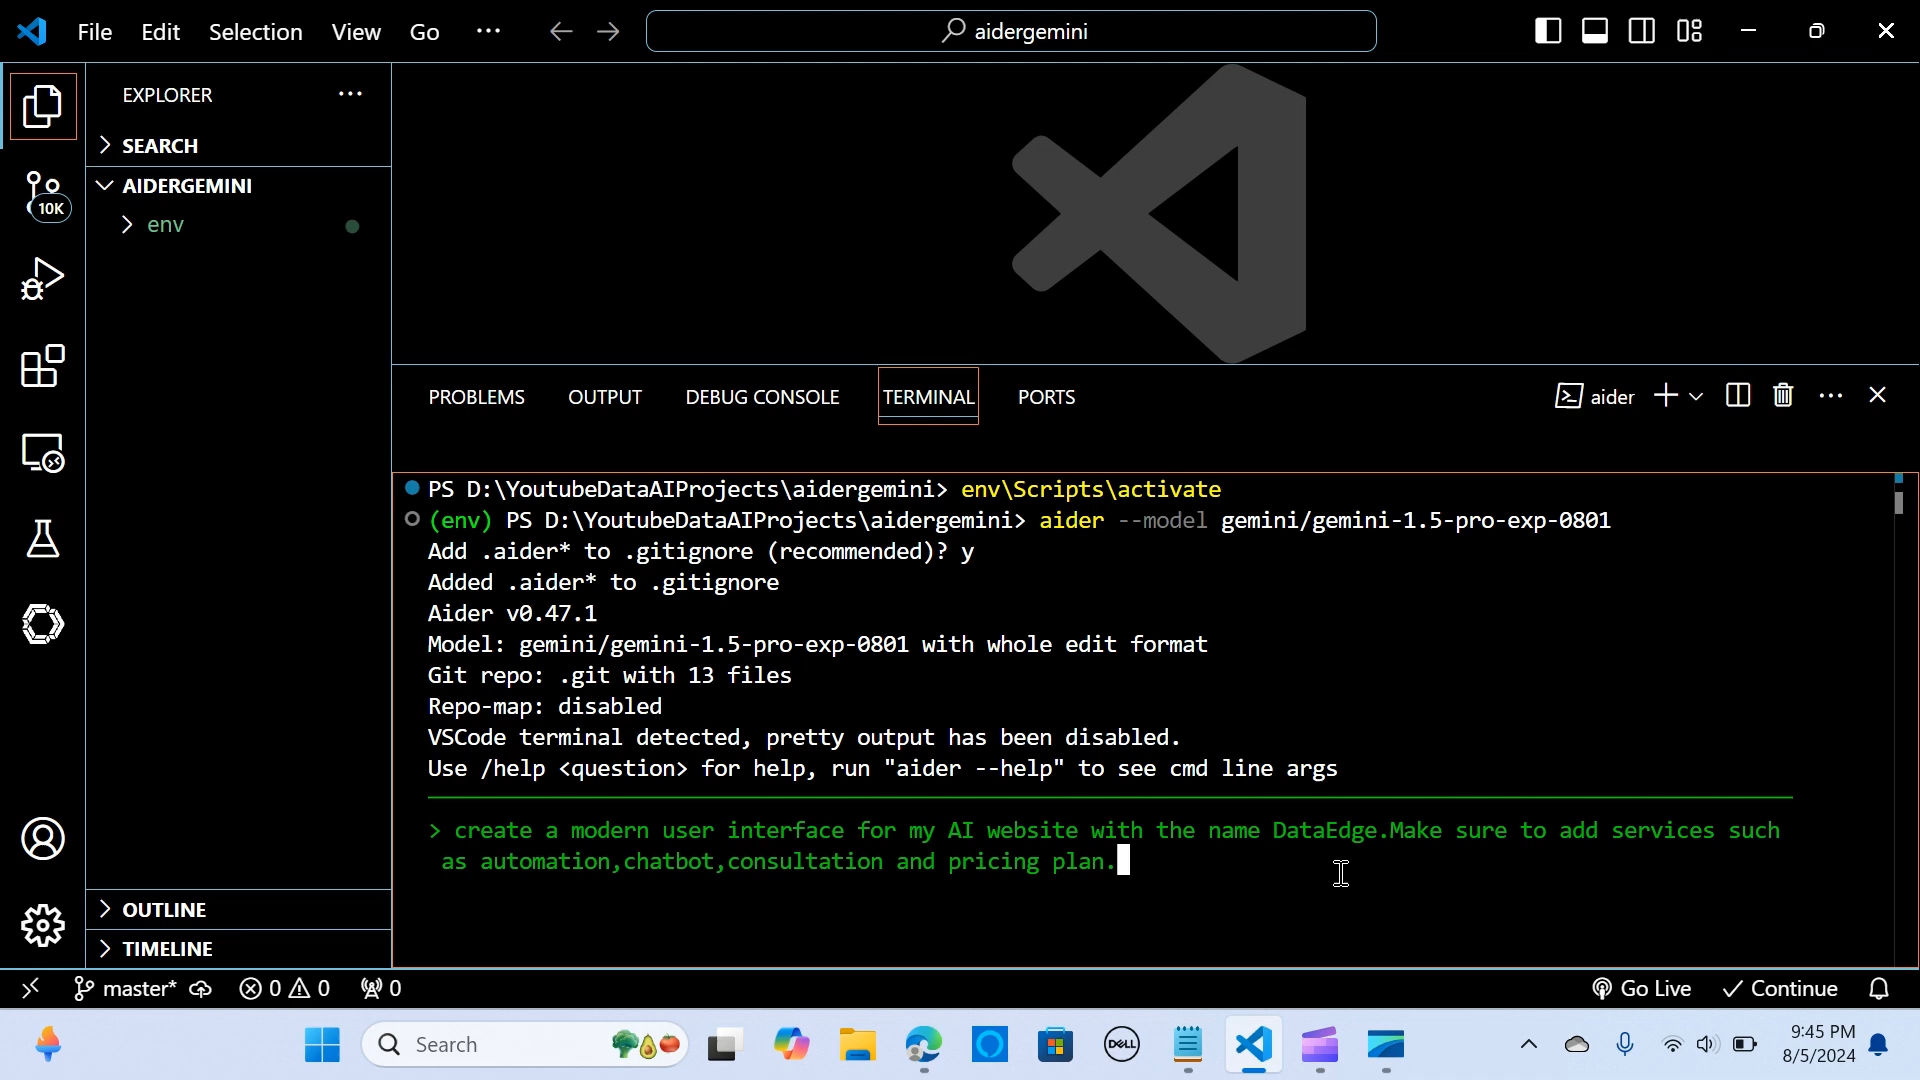 File Edit Selection View Go ···
aidergemini
EXPLORER
SEARCH
AIDERGEMINI
env
10K
PROBLEMS OUTPUT DEBUG CONSOLE TERMINAL PORTS
aider
PS D:\YoutubeDataAIProjects\aidergemini> env\Scripts\activate
(env) PS D:\YoutubeDataAIProjects\aidergemini> aider --model gemini/gemini-1.5-pro-exp-0801
Add .aider* to .gitignore (recommended)? y
Added .aider* to .gitignore
Aider v0.47.1
Model: gemini/gemini-1.5-pro-exp-0801 with whole edit format
Git repo: .git with 13 files
Repo-map: disabled
VSCode terminal detected, pretty output has been disabled.
Use /help <question> for help, run "aider --help" to see cmd line args
> create a modern user interface for my AI website with the name DataEdge.Make sure to add services such
as automation,chatbot,consultation and pricing plan.
OUTLINE
TIMELINE
master* 0 0 0
Go Live Continue
Search
DELL
9:45 PM
8/5/2024